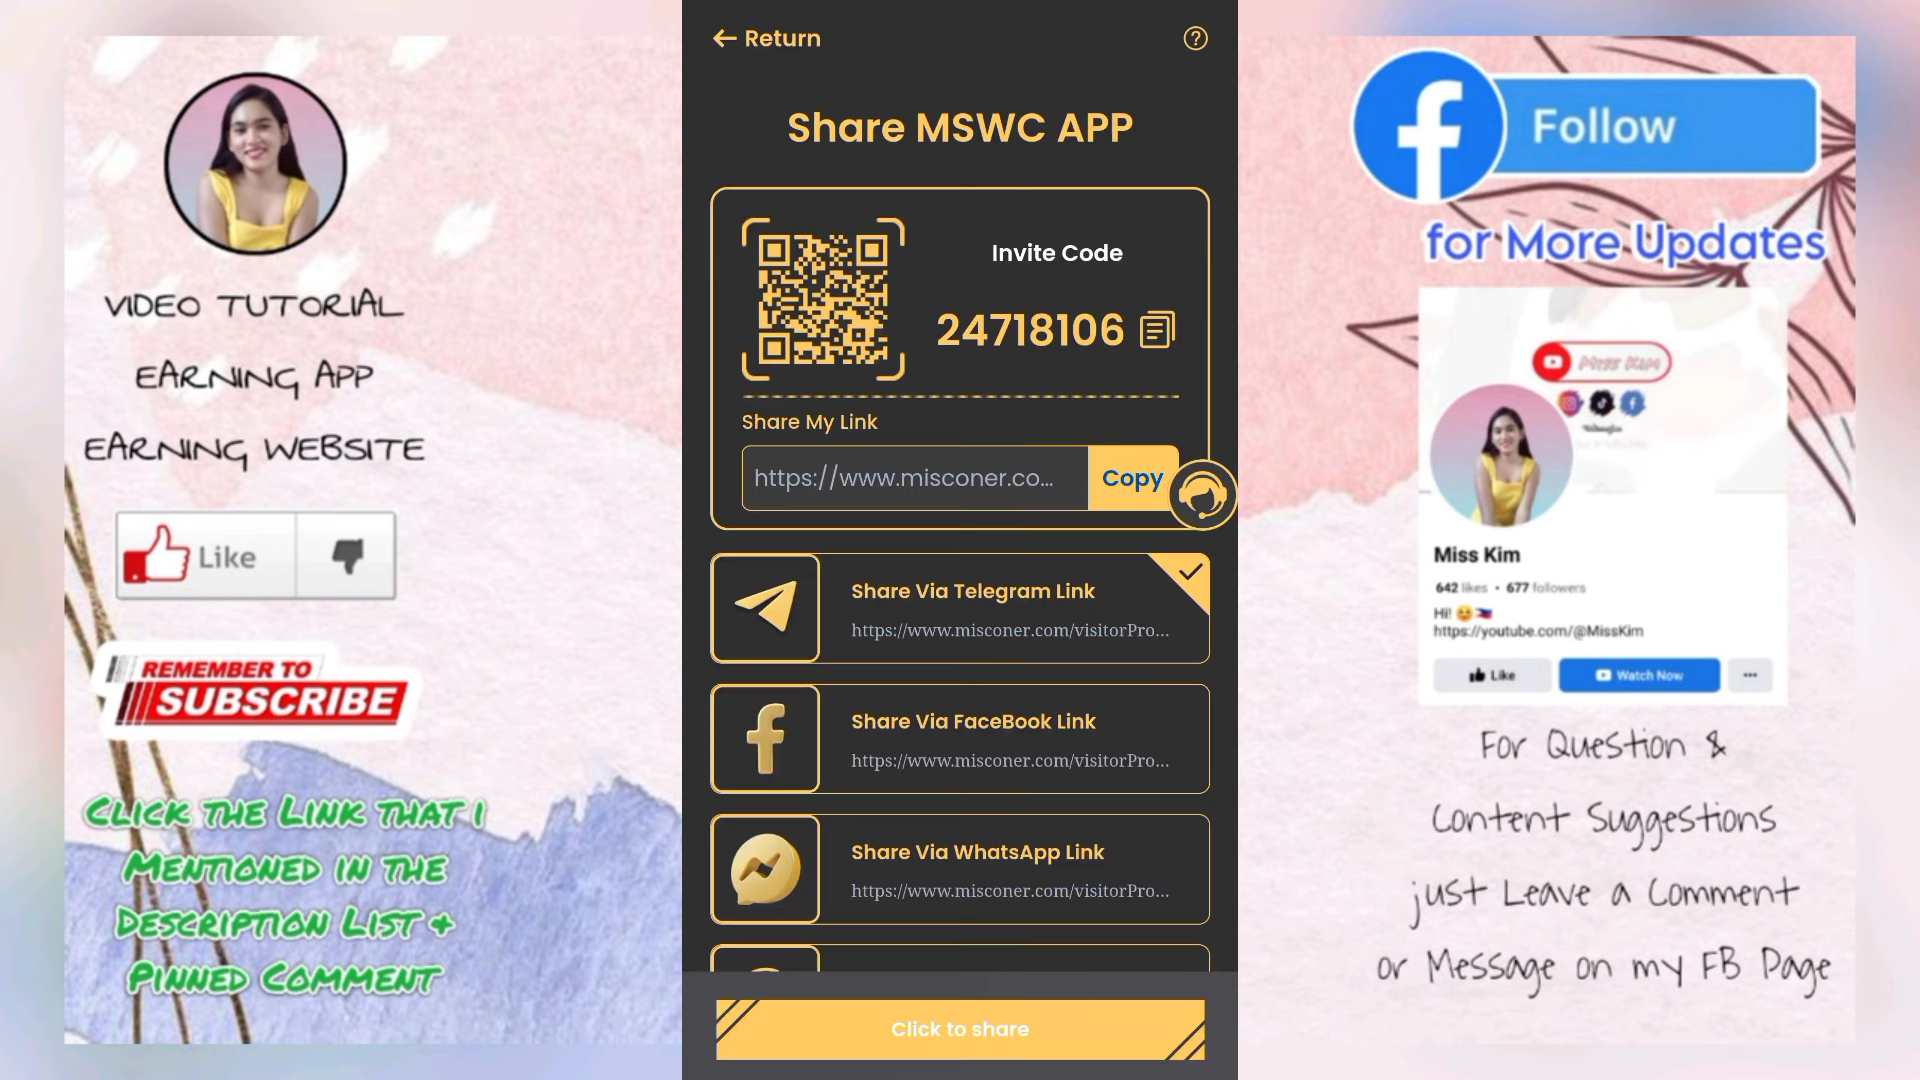 VIDEO TUTORIAL
EARNING APP
EARNING WEBSITE
Like
REMEMBER TO
SUBSCRIBE
CLICK THE LINK THAT I
MENTIONED IN THE
DESCRIPTION LIST &
PINNED COMMENT
Return
Share MSWC APP
Invite Code
24718106
Share My Link
https://www.misconer.co...
Copy
Share Via Telegram Link
https://www.misconer.com/visitorPro...
Share Via FaceBook Link
https://www.misconer.com/visitorPro...
Share Via WhatsApp Link
https://www.misconer.com/visitorPro...
Click to share
Follow
for More Updates
MISS KIM
Miss Kim
642 likes • 677 followers
Hi! 😊🇵🇭
https://youtube.com/@MissKim
Like
Watch Now
For Question &
Content Suggestions
just Leave a Comment
or Message on my FB Page